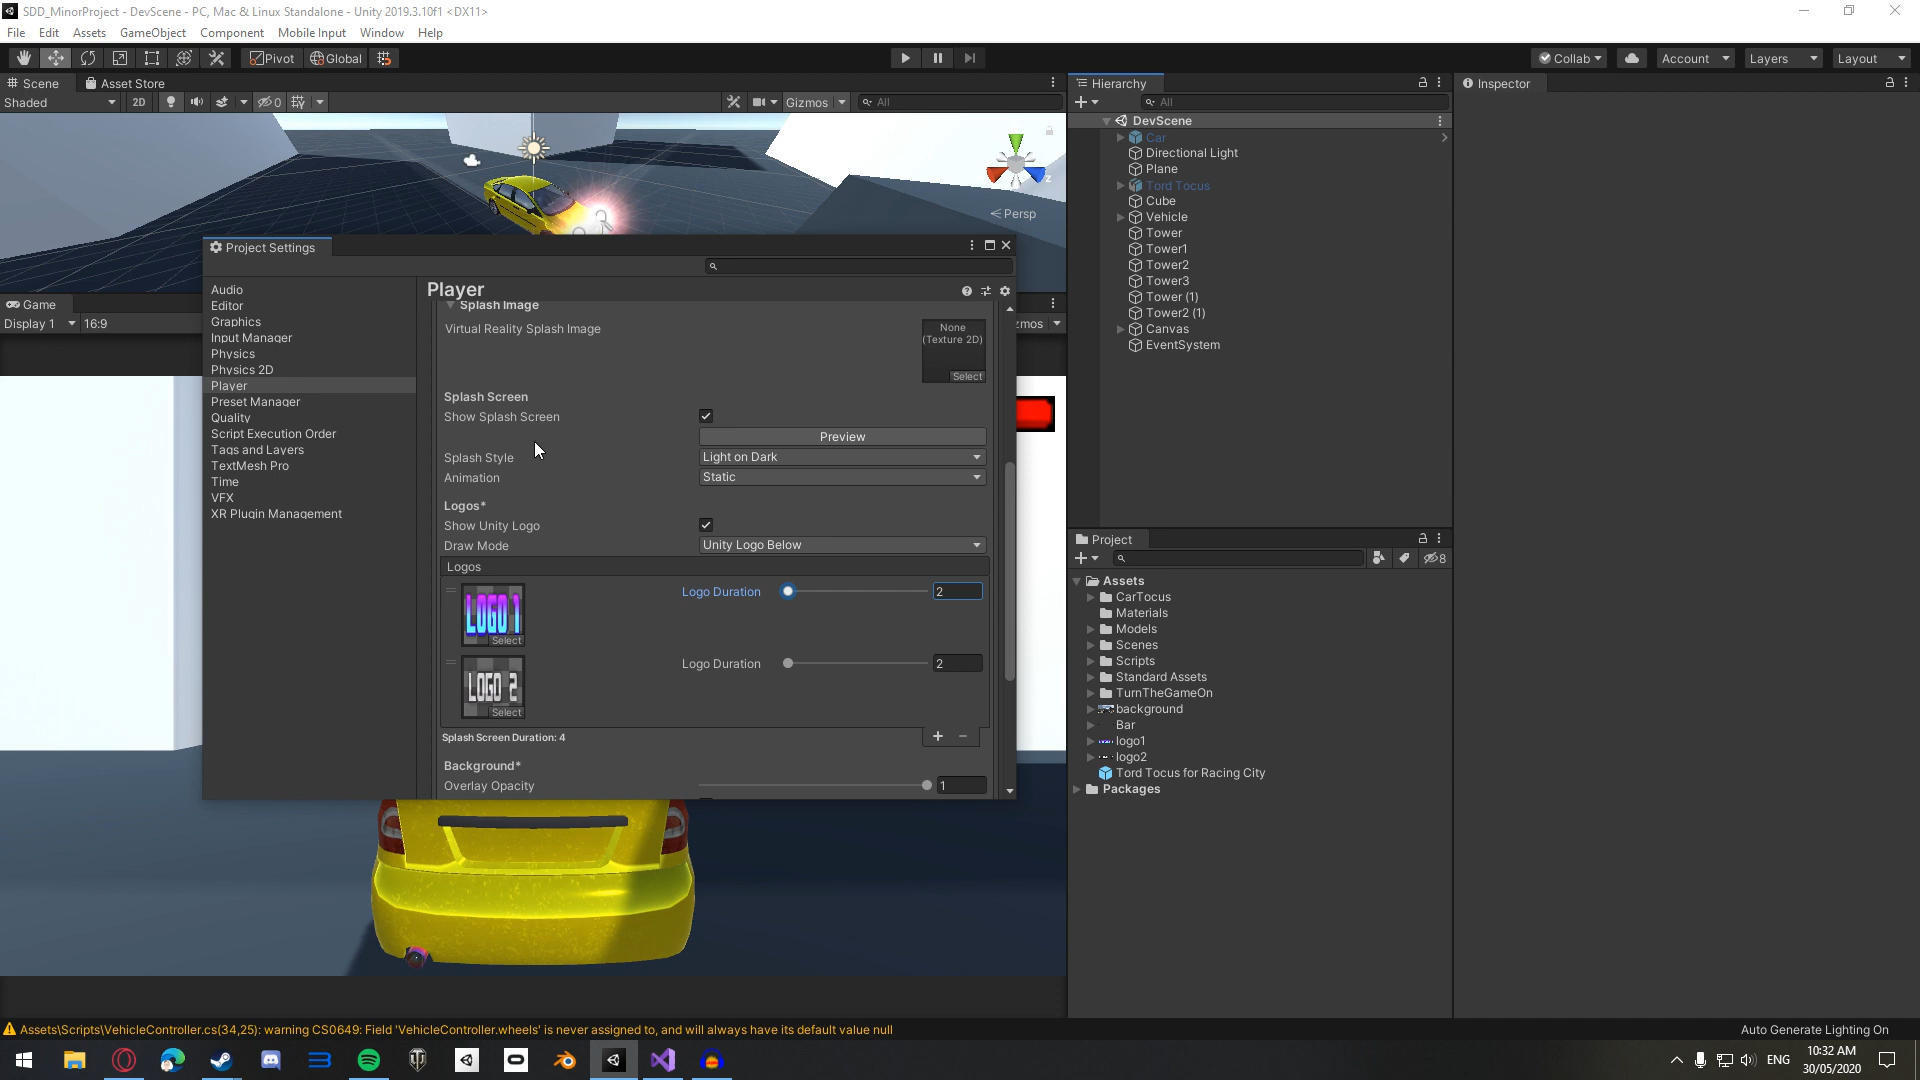 SDD_MinorProject - DevScene - PC, Mac & Linux Standalone - Unity 2019.3.10f1 <DX11>
File Edit Assets GameObject Component Mobile Input Window Help
Pivot Global Collab Account Layers Layout
Scene Asset Store
Shaded 2D 0 Gizmos All
Persp
Game
Display 1 16:9
zmos
Project Settings
Audio
Editor
Graphics
Input Manager
Physics
Physics 2D
Player
Preset Manager
Quality
Script Execution Order
Tags and Layers
TextMesh Pro
Time
VFX
XR Plugin Management
Player
Splash Image
Virtual Reality Splash Image
None
(Texture 2D)
Select
Splash Screen
Show Splash Screen
Preview
Splash Style Light on Dark
Animation Static
Logos*
Show Unity Logo
Draw Mode Unity Logo Below
Logos
LOGO 1
Select
Logo Duration 2
LOGO 2
Select
Logo Duration 2
Splash Screen Duration: 4
Background*
Overlay Opacity 1
Hierarchy
All
DevScene
Car
Directional Light
Plane
Tord Tocus
Cube
Vehicle
Tower
Tower1
Tower2
Tower3
Tower (1)
Tower2 (1)
Canvas
EventSystem
Project
8
Assets
CarTocus
Materials
Models
Scenes
Scripts
Standard Assets
TurnTheGameOn
background
Bar
logo1
logo2
Tord Tocus for Racing City
Packages
Inspector
Assets\Scripts\VehicleController.cs(34,25): warning CS0649: Field 'VehicleController.wheels' is never assigned to, and will always have its default value null
Auto Generate Lighting On
ENG
10:32 AM
30/05/2020